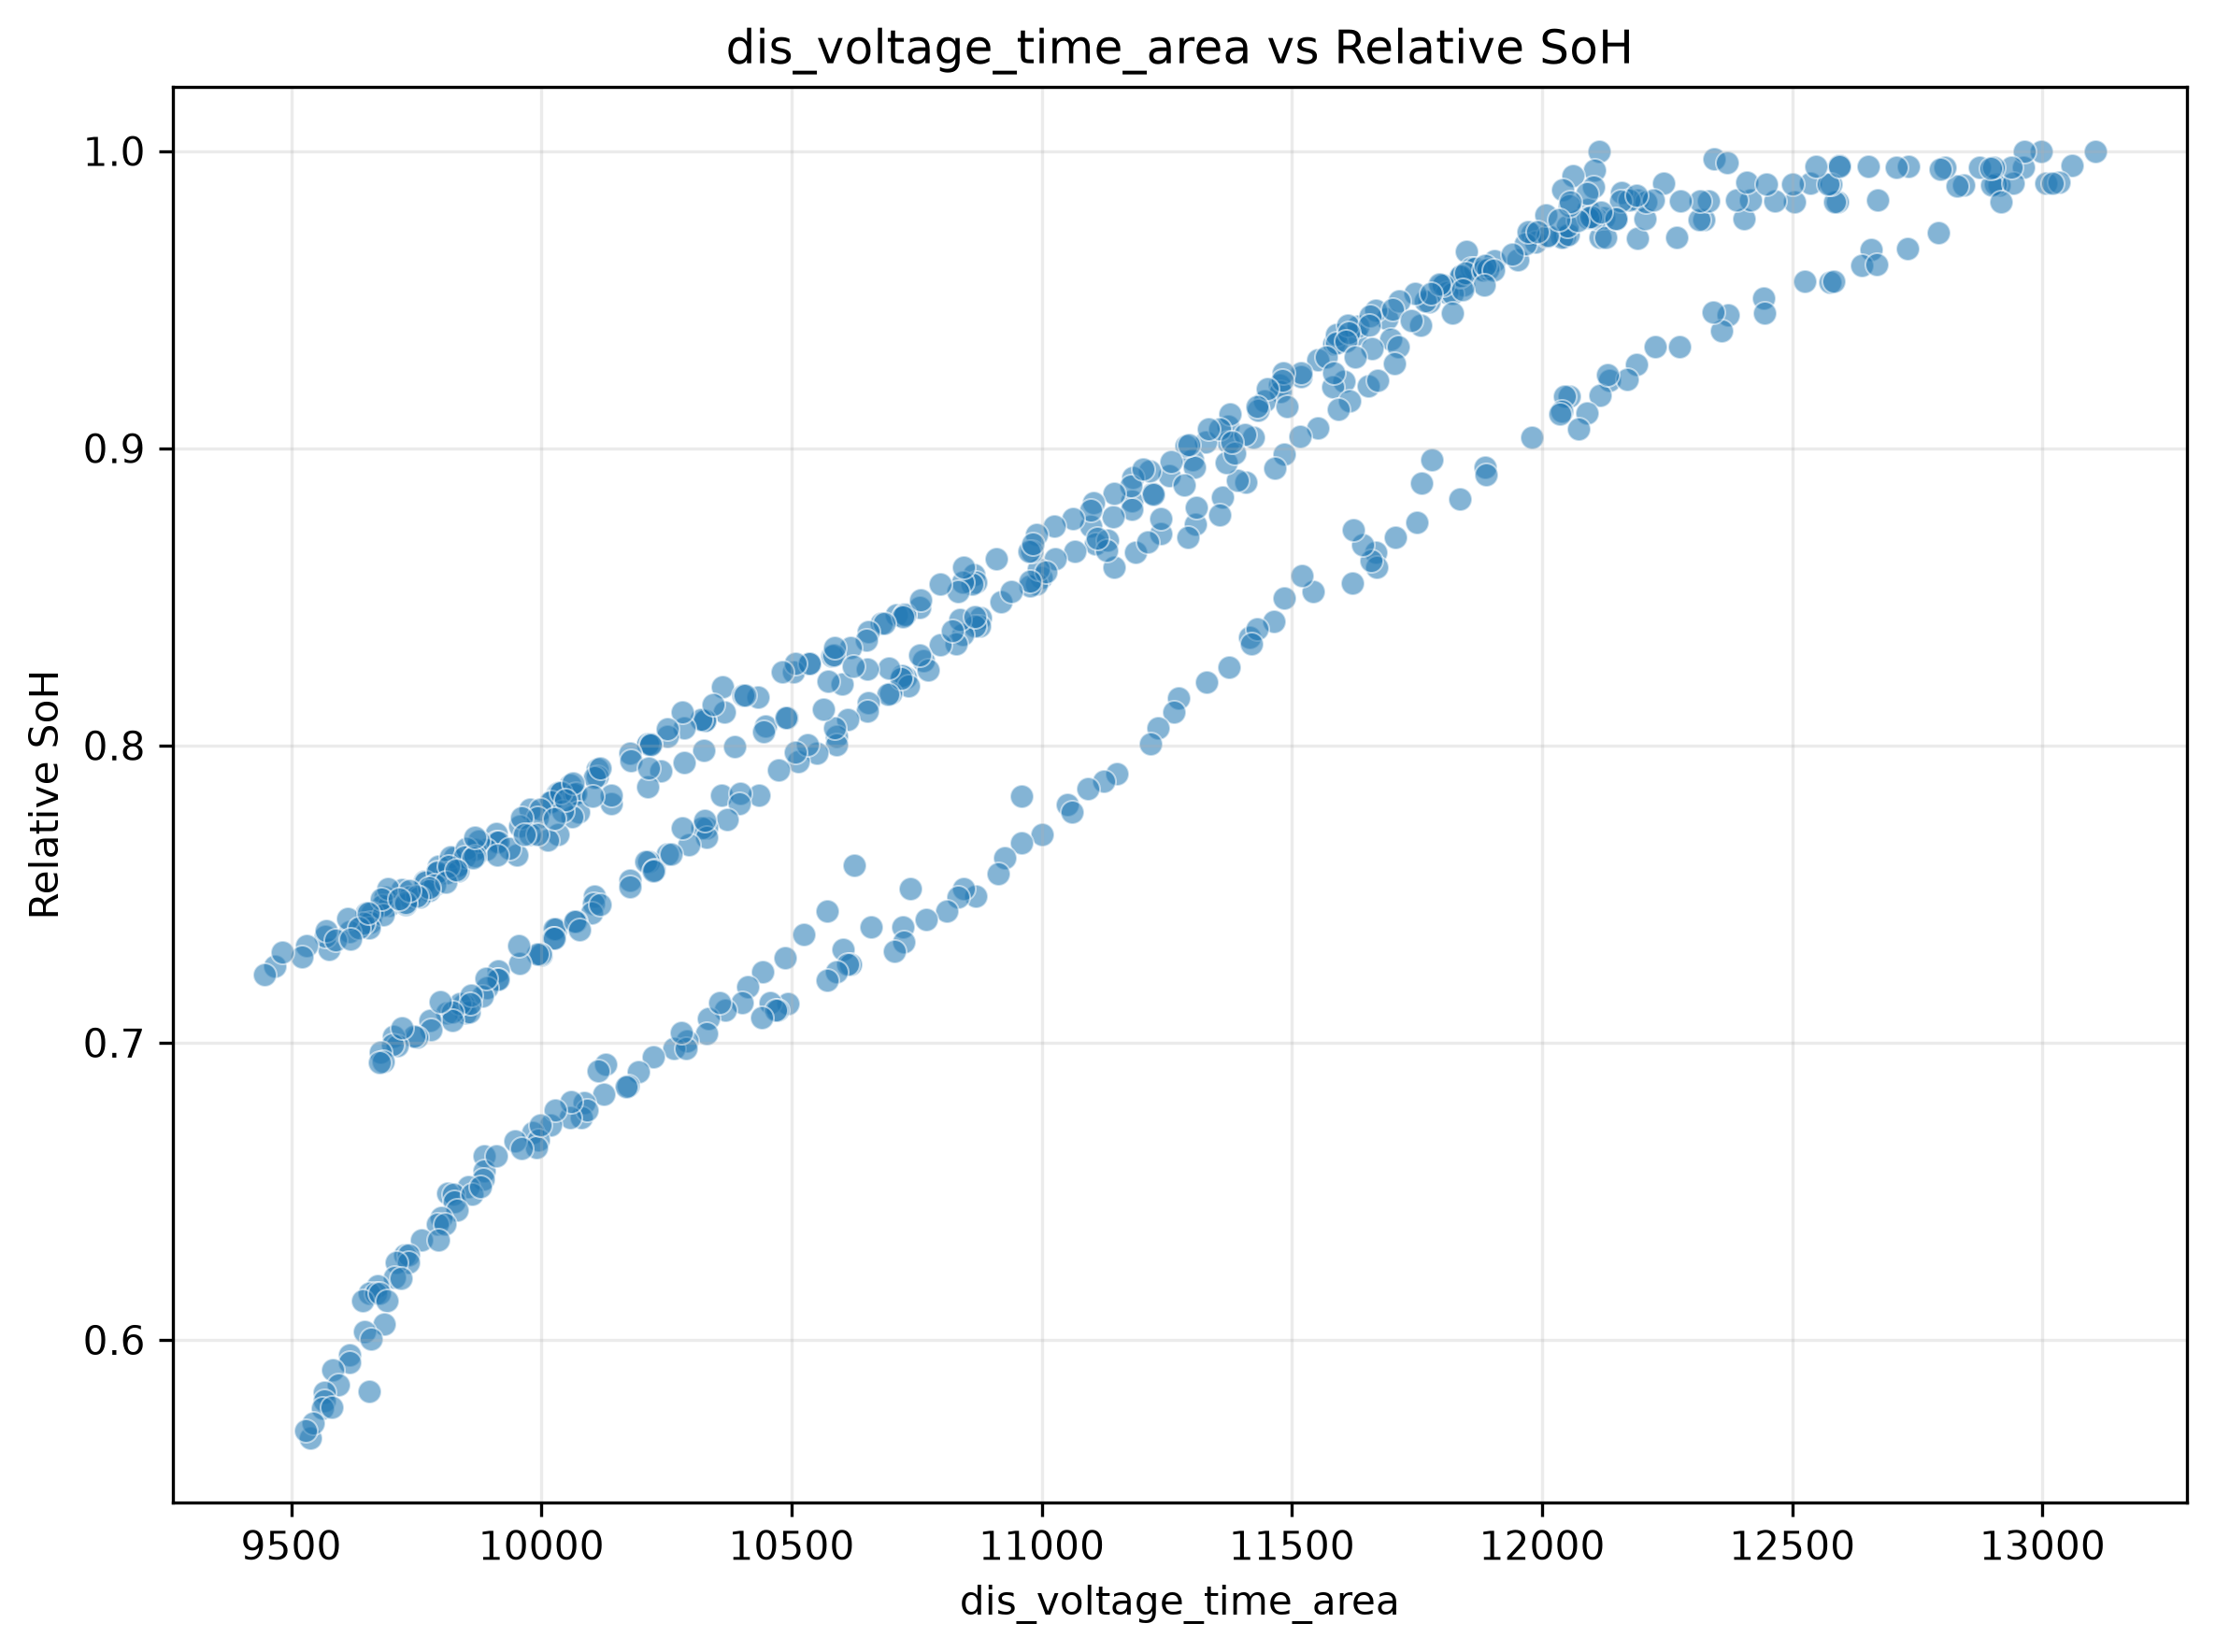 dis_voltage_time_area vs Relative SoH
Relative SoH
1.0
0.9
0.8
0.7
0.6
9500 10000 10500 11000 11500 12000 12500 13000
dis_voltage_time_area